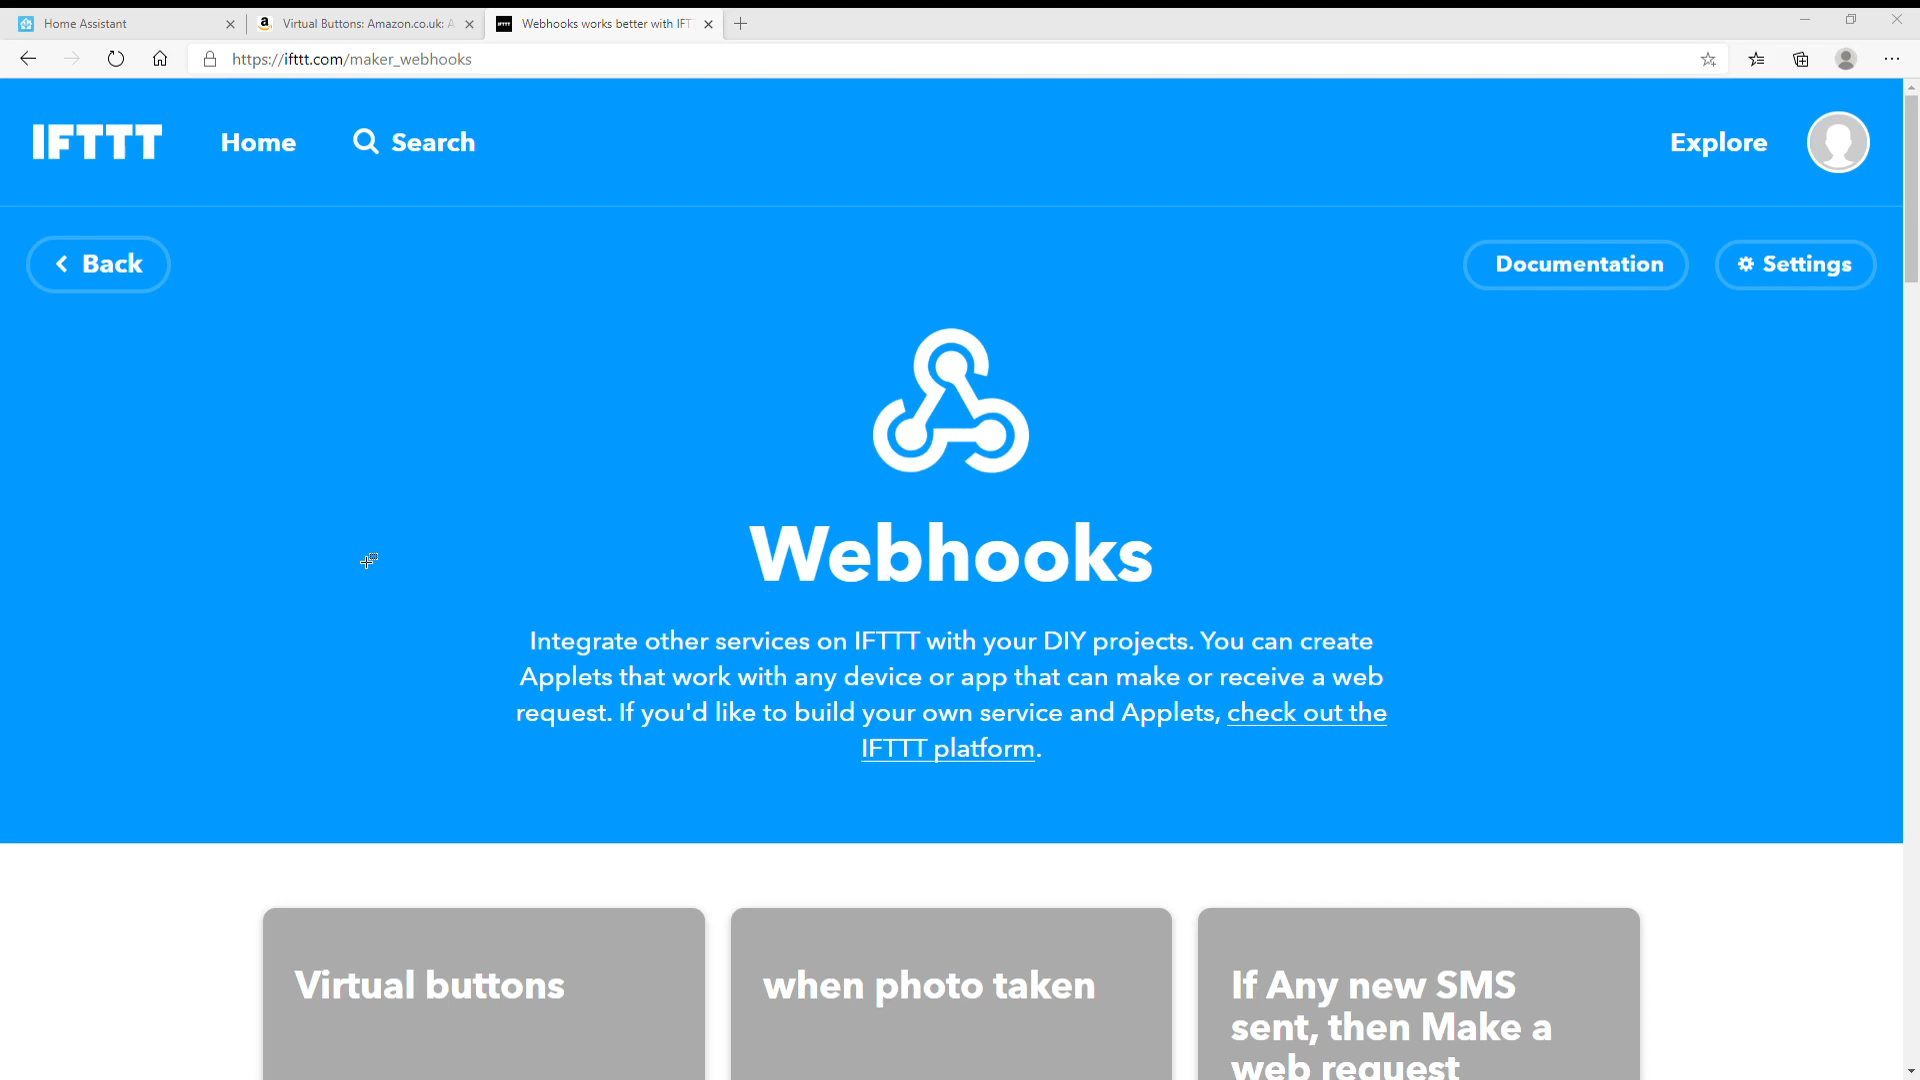 Home Assistant
Virtual Buttons: Amazon.co.uk: A
Webhooks works better with IFT
https://ifttt.com/maker_webhooks
IFTTT
Home
Search
Explore
Back
Documentation
Settings
Webhooks
Integrate other services on IFTTT with your DIY projects. You can create
Applets that work with any device or app that can make or receive a web
request. If you'd like to build your own service and Applets, check out the
IFTTT platform.
Virtual buttons
when photo taken
If Any new SMS
sent, then Make a
web request